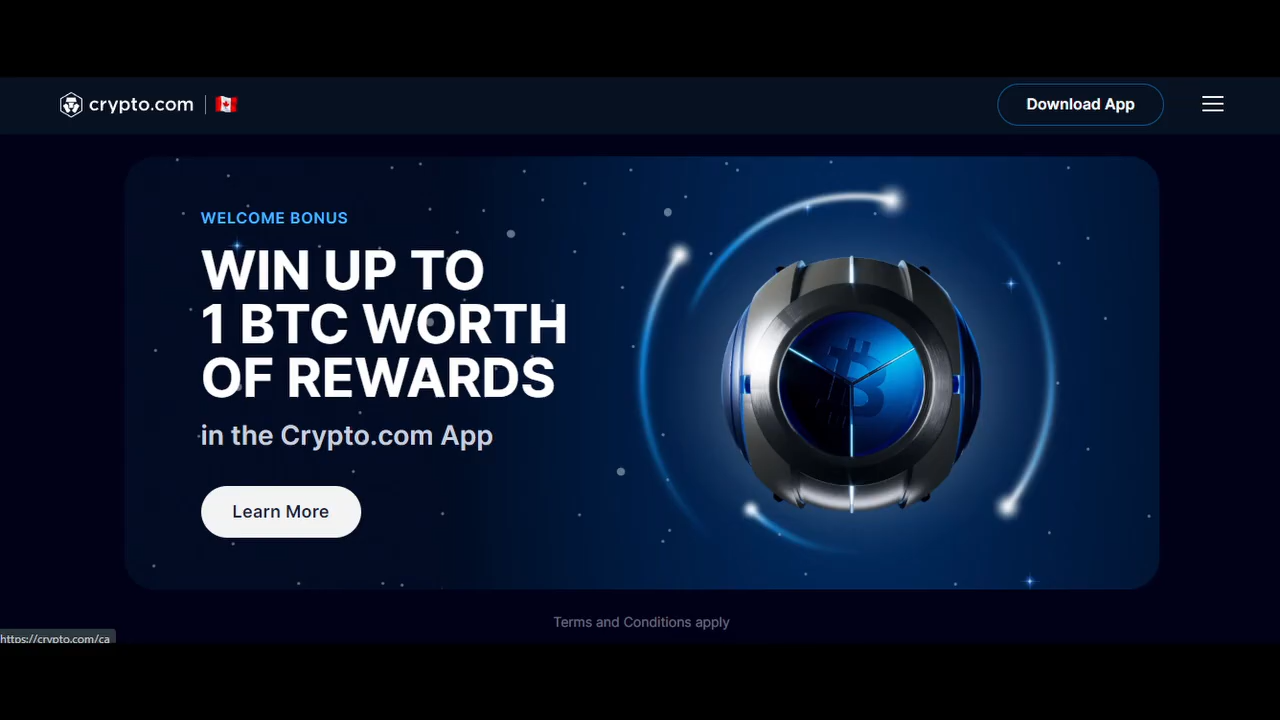 crypto.com
Download App
WELCOME BONUS
WIN UP TO
1 BTC WORTH
OF REWARDS
in the Crypto.com App
Learn More
Terms and Conditions apply
https://crypto.com/ca